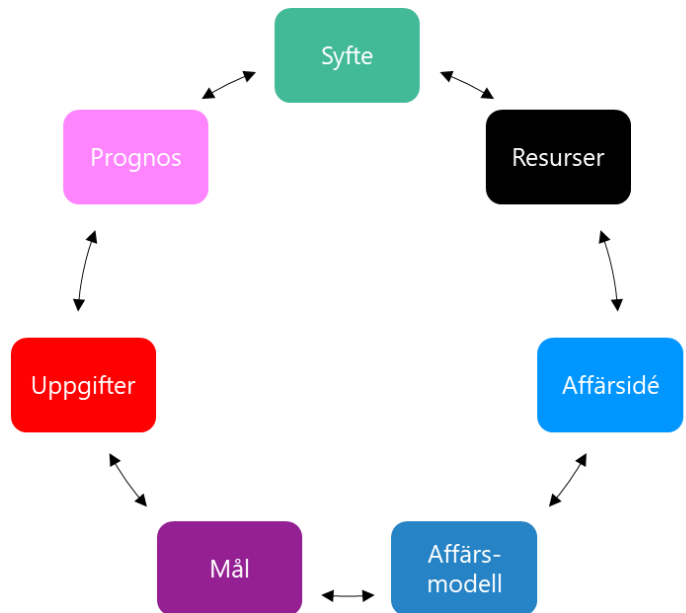 Syfte
Prognos
Resurser
Uppgifter
Affärsidé
Mål
Affärs-
modell